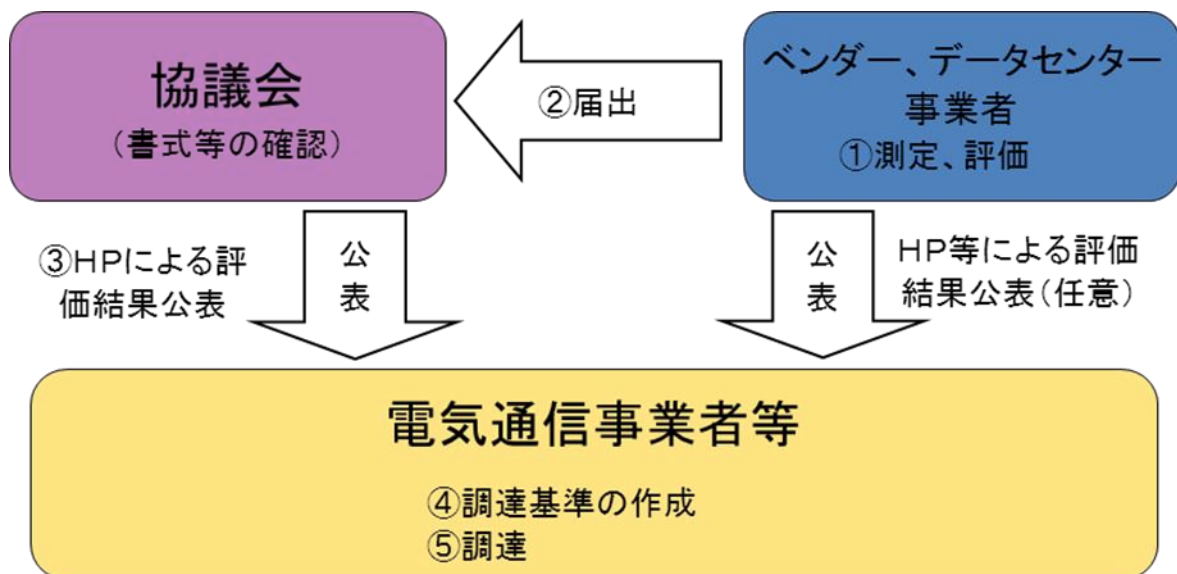 協議会
（書式等の確認）
②届出
ベンダー、データセンター
事業者
①測定、評価
③ＨＰによる評
価結果公表
公
表
公
表
ＨＰ等による評価
結果公表（任意）
電気通信事業者等
④調達基準の作成
⑤調達